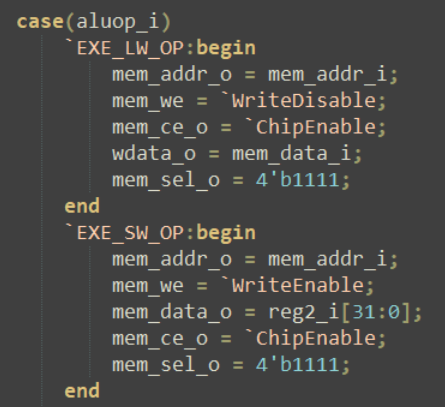 case(aluop_i)
`EXE_LW_OP:begin
mem_addr_o = mem_addr_i;
mem_we = `WriteDisable;
mem_ce_o = `ChipEnable;
wdata_o = mem_data_i;
mem_sel_o = 4'b1111;
end
`EXE_SW_OP:begin
mem_addr_o = mem_addr_i;
mem_we = `WriteEnable;
mem_data_o = reg2_i[31:0];
mem_ce_o = `ChipEnable;
mem_sel_o = 4'b1111;
end